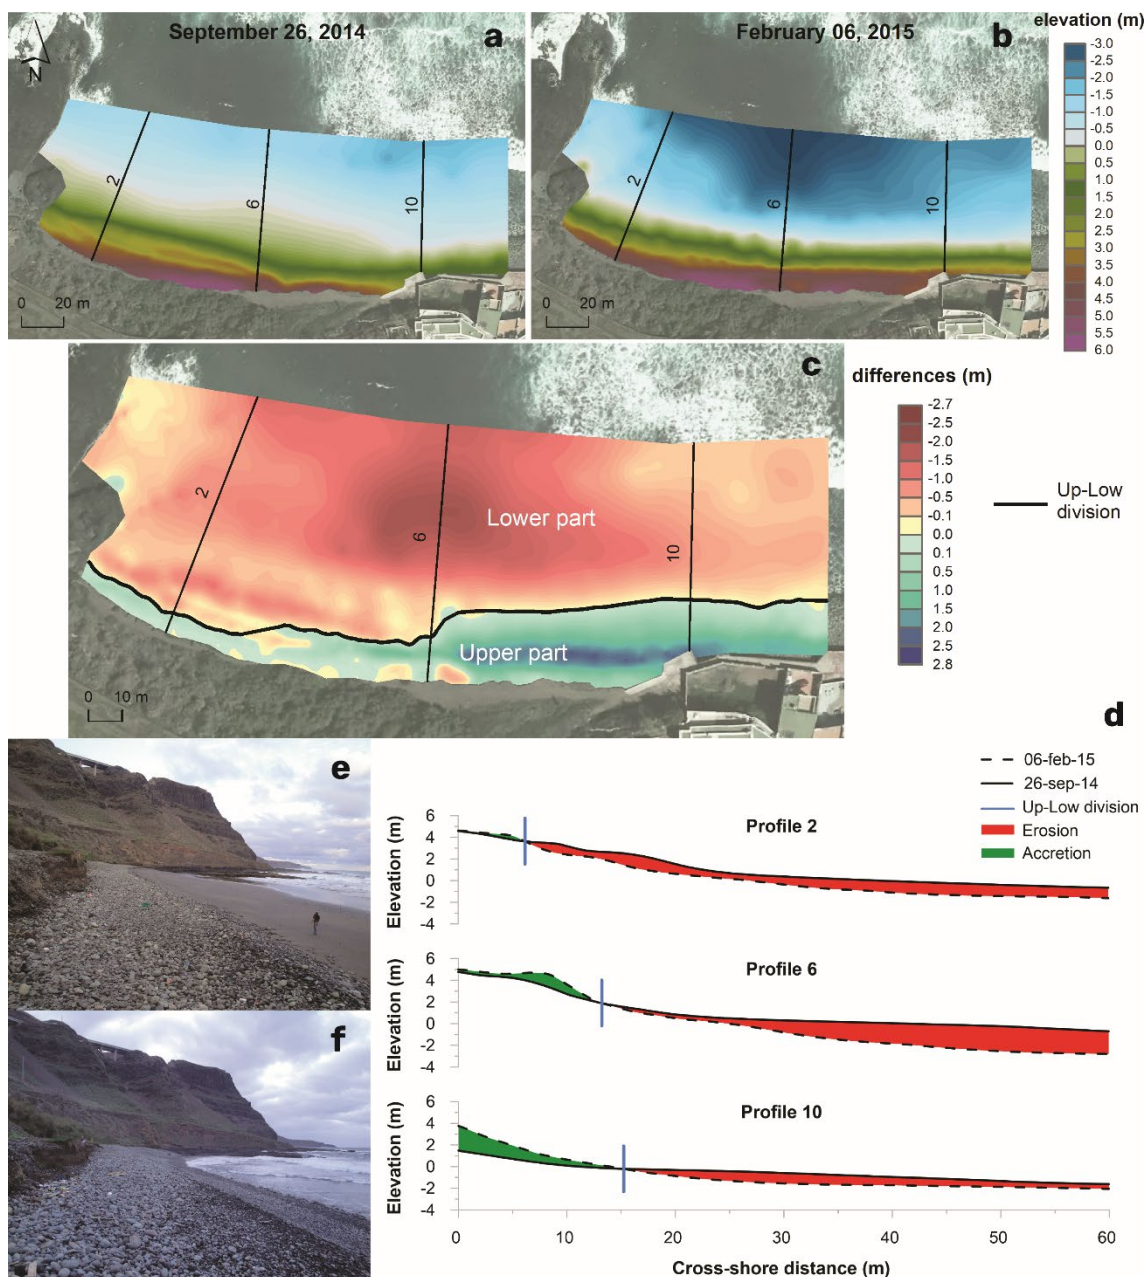 September 26, 2014
a
N
2
6
10
0 20 m
February 06, 2015
b
2
6
10
0 20 m
elevation (m)
-3.0
-2.5
-2.0
-1.0
-0.5
0.0
0.5
1.0
2.0
2.5
3.0
3.5
4.5
5.0
5.5
6.0
c
2
6
10
Lower part
Upper part
0 10 m
differences (m)
-2.7
-2.5
-2.0
-1.5
-1.0
-0.5
-0.1
0.0
0.1
0.5
1.0
1.5
2.0
2.5
2.8
Up-Low
division
d
06-feb-15
26-sep-14
Up-Low division
Erosion
Accretion
e
f
Profile 2
Elevation (m)
6
4
2
0
-2
-4
Profile 6
Elevation (m)
6
4
2
0
-2
-4
Profile 10
Elevation (m)
6
4
2
0
-2
-4
0 10 20 30 40 50 60
Cross-shore distance (m)